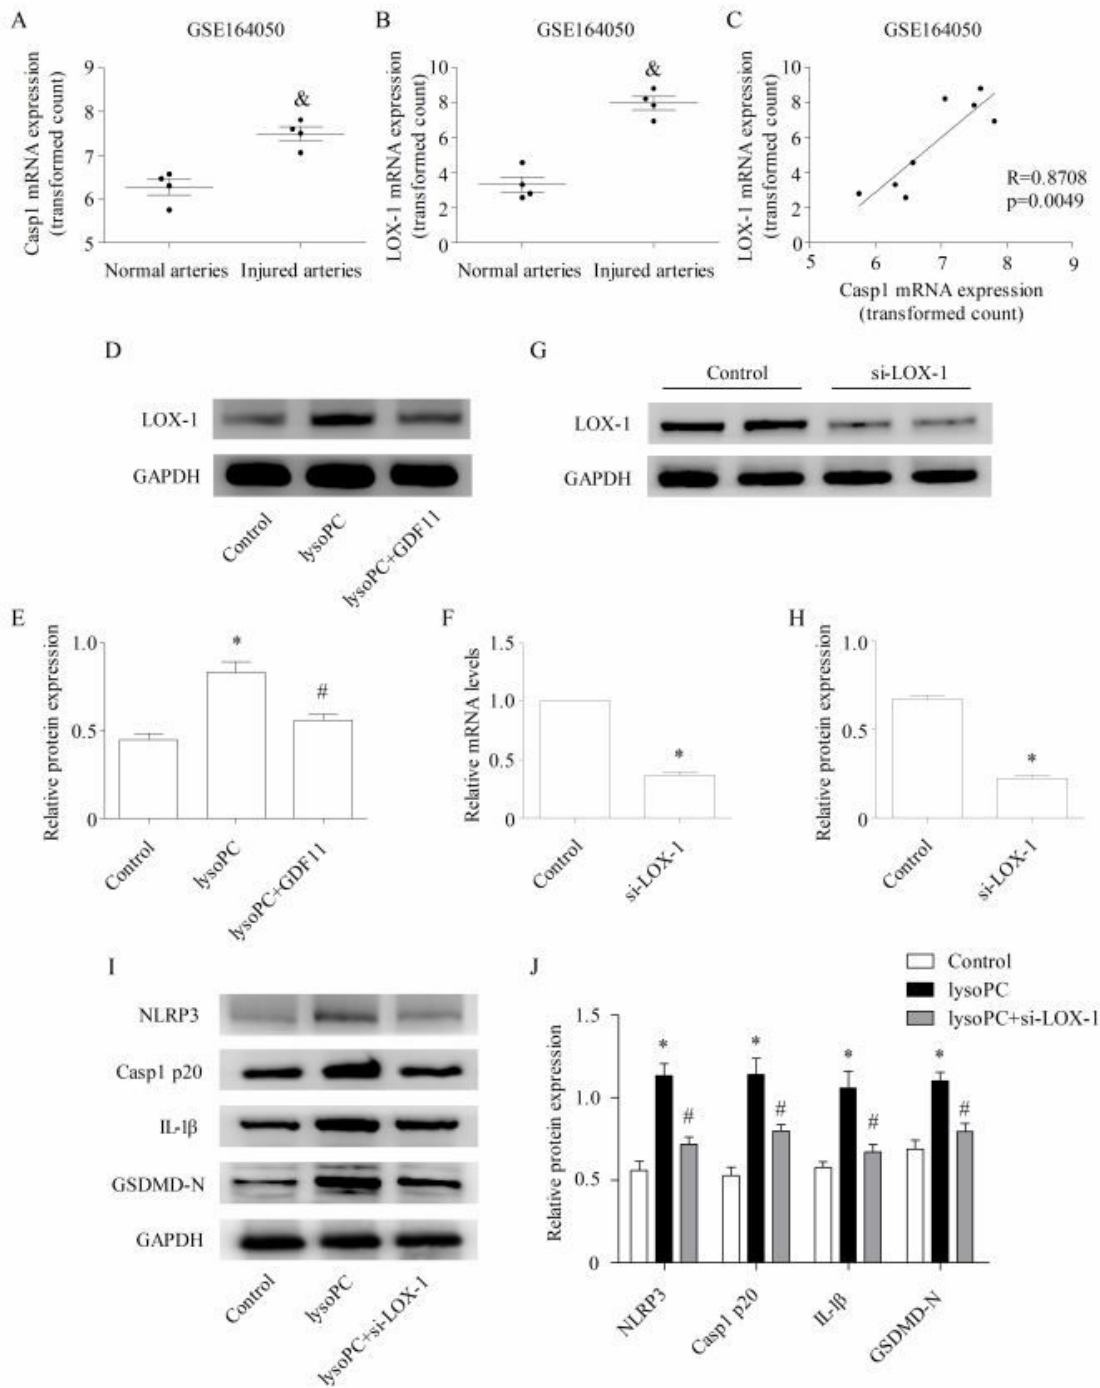 A
GSE164050
Casp1 mRNA expression
(transformed count)
9
8
7
6
5
&
Normal arteries
Injured arteries
B
GSE164050
LOX-1 mRNA expression
(transformed count)
10
8
6
4
2
0
&
Normal arteries
Injured arteries
C
GSE164050
LOX-1 mRNA expression
(transformed count)
10
8
6
4
2
0
R=0.8708
p=0.0049
5 6 7 8 9
Casp1 mRNA expression
(transformed count)
D
LOX-1
GAPDH
Control
lysoPC
lysoPC+GDF11
G
Control
si-LOX-1
LOX-1
GAPDH
E
Relative protein expression
1.0
0.5
0
*
#
Control
lysoPC
lysoPC+GDF11
F
Relative mRNA levels
1.5
1.0
0.5
0
*
Control
si-LOX-1
H
Relative protein expression
1.0
0.5
0
*
Control
si-LOX-1
I
NLRP3
Casp1 p20
IL-1β
GSDMD-N
GAPDH
Control
lysoPC
lysoPC+si-LOX-1
J
Control
lysoPC
lysoPC+si-LOX-1
Relative protein expression
1.5
1.0
0.5
0
* # * # * # * #
NLRP3
Casp1 p20
IL-1β
GSDMD-N